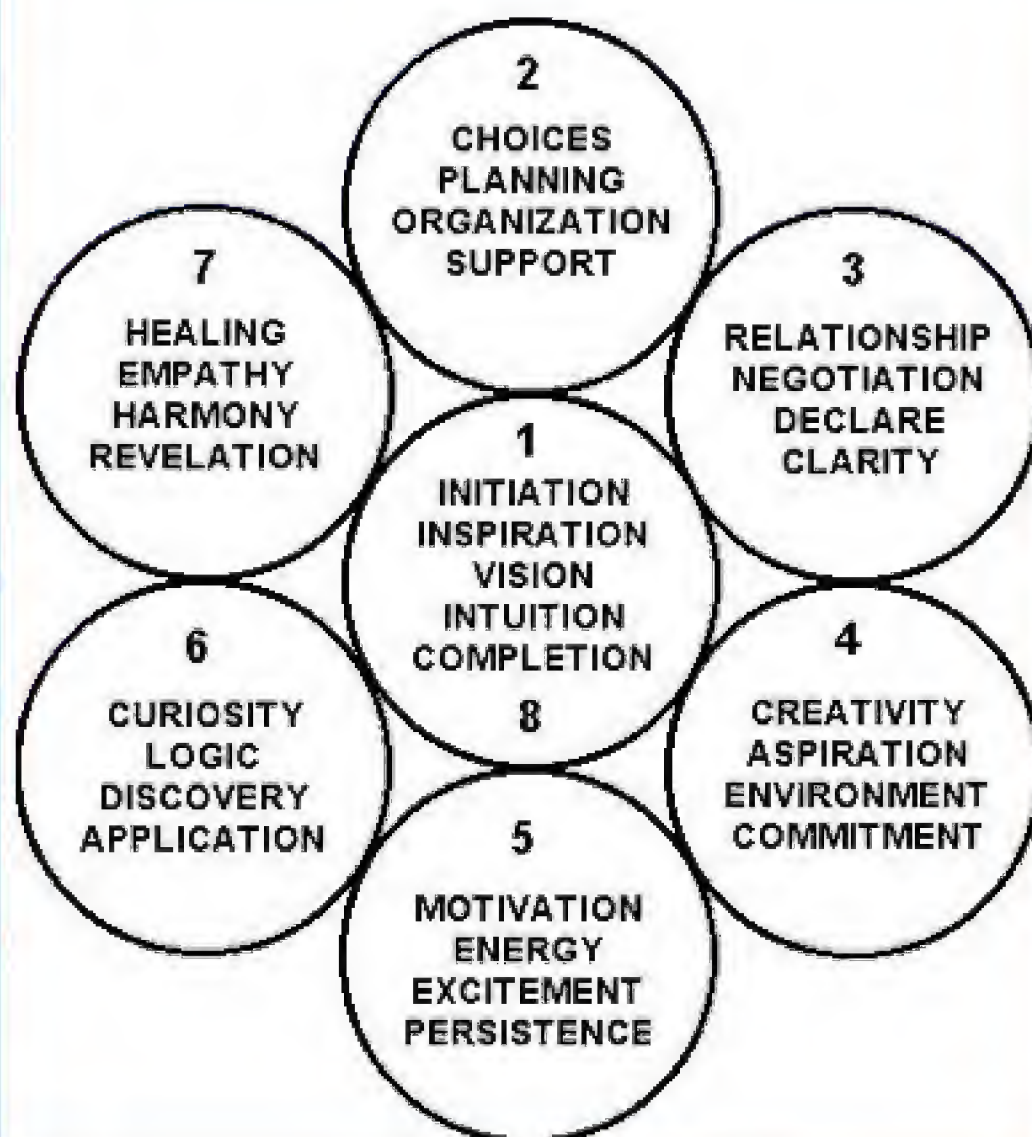 2
CHOICES
PLANNING
ORGANIZATION
SUPPORT
7
HEALING
EMPATHY
HARMONY
REVELATION
3
RELATIONSHIP
NEGOTIATION
DECLARE
CLARITY
1
INITIATION
INSPIRATION
VISION
INTUITION
COMPLETION
8
6
CURIOSITY
LOGIC
DISCOVERY
APPLICATION
4
CREATIVITY
ASPIRATION
ENVIRONMENT
COMMITMENT
5
MOTIVATION
ENERGY
EXCITEMENT
PERSISTENCE